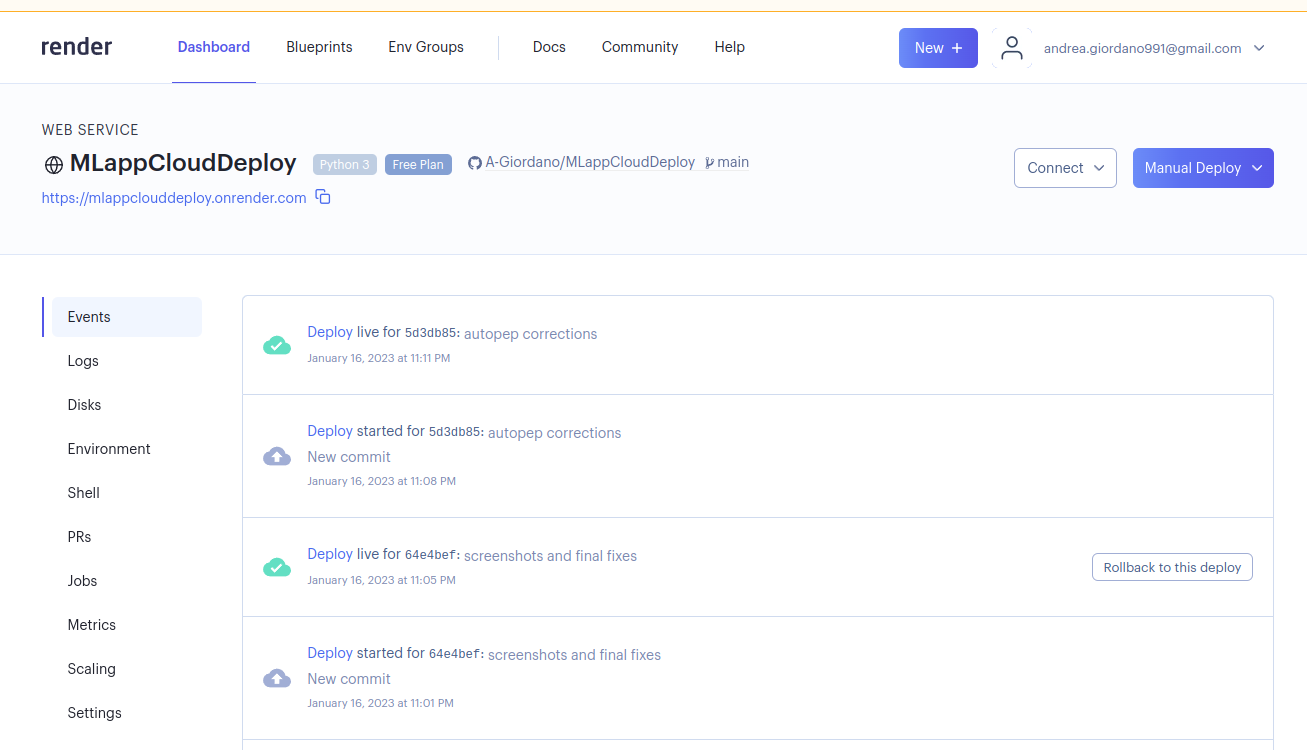 render Dashboard Blueprints Env Groups Docs Community Help New + andrea.giordano991@gmail.com
WEB SERVICE
MLappCloudDeploy Python 3 Free Plan A-Giordano/MLappCloudDeploy main
Connect Manual Deploy
https://mlappclouddeploy.onrender.com
Events
Logs
Disks
Environment
Shell
PRs
Jobs
Metrics
Scaling
Settings
Deploy live for 5d3db85: autopep corrections
January 16, 2023 at 11:11 PM
Deploy started for 5d3db85: autopep corrections
New commit
January 16, 2023 at 11:08 PM
Deploy live for 64e4bef: screenshots and final fixes
January 16, 2023 at 11:05 PM
Rollback to this deploy
Deploy started for 64e4bef: screenshots and final fixes
New commit
January 16, 2023 at 11:01 PM